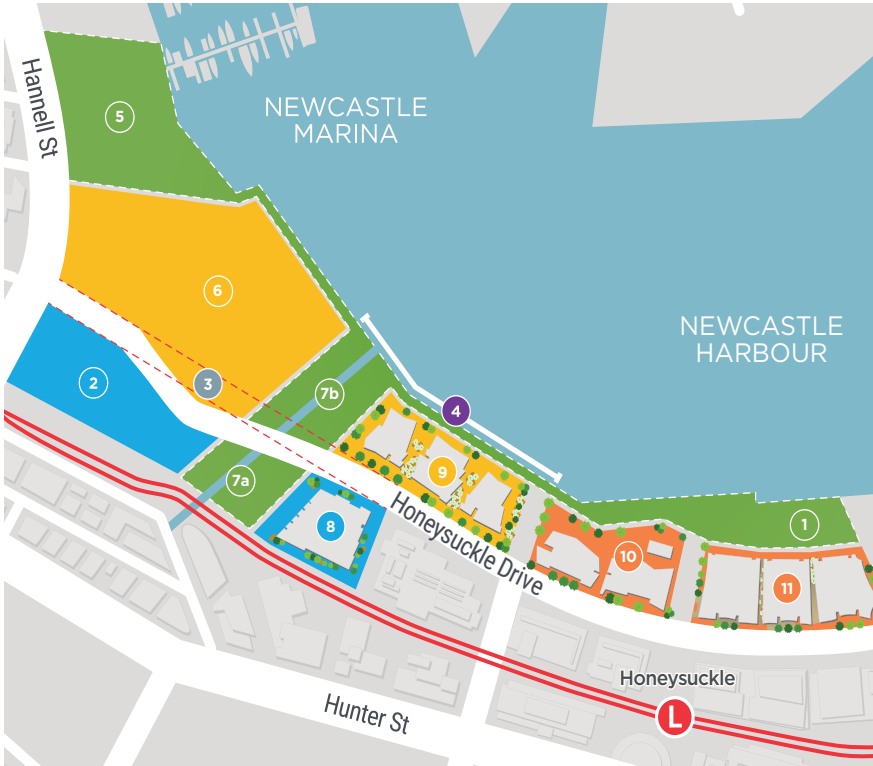 Hannell St
5
NEWCASTLE
MARINA
6
NEWCASTLE
HARBOUR
2
3
7b
4
9
7a
8
Honeysuckle Drive
1
10
11
Honeysuckle
L
Hunter St